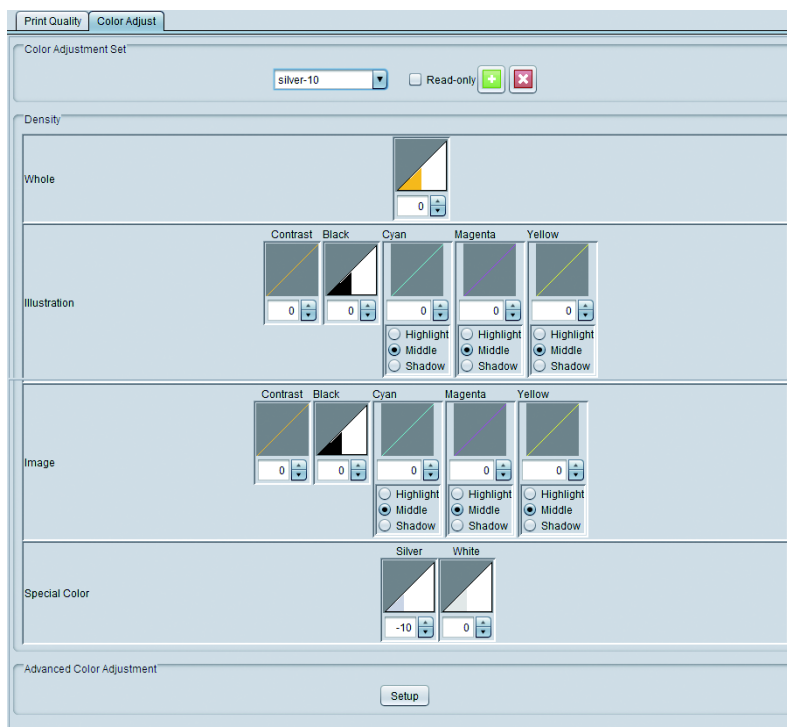 Print Quality Color Adjust
Color Adjustment Set
silver-10 Read-only
Density
Whole
0
Contrast Black Cyan Magenta Yellow
Illustration
0 0 0 0 0
Highlight Highlight Highlight
Middle Middle Middle
Shadow Shadow Shadow
Contrast Black Cyan Magenta Yellow
Image
0 0 0 0 0
Highlight Highlight Highlight
Middle Middle Middle
Shadow Shadow Shadow
Silver White
Special Color
-10 0
Advanced Color Adjustment
Setup